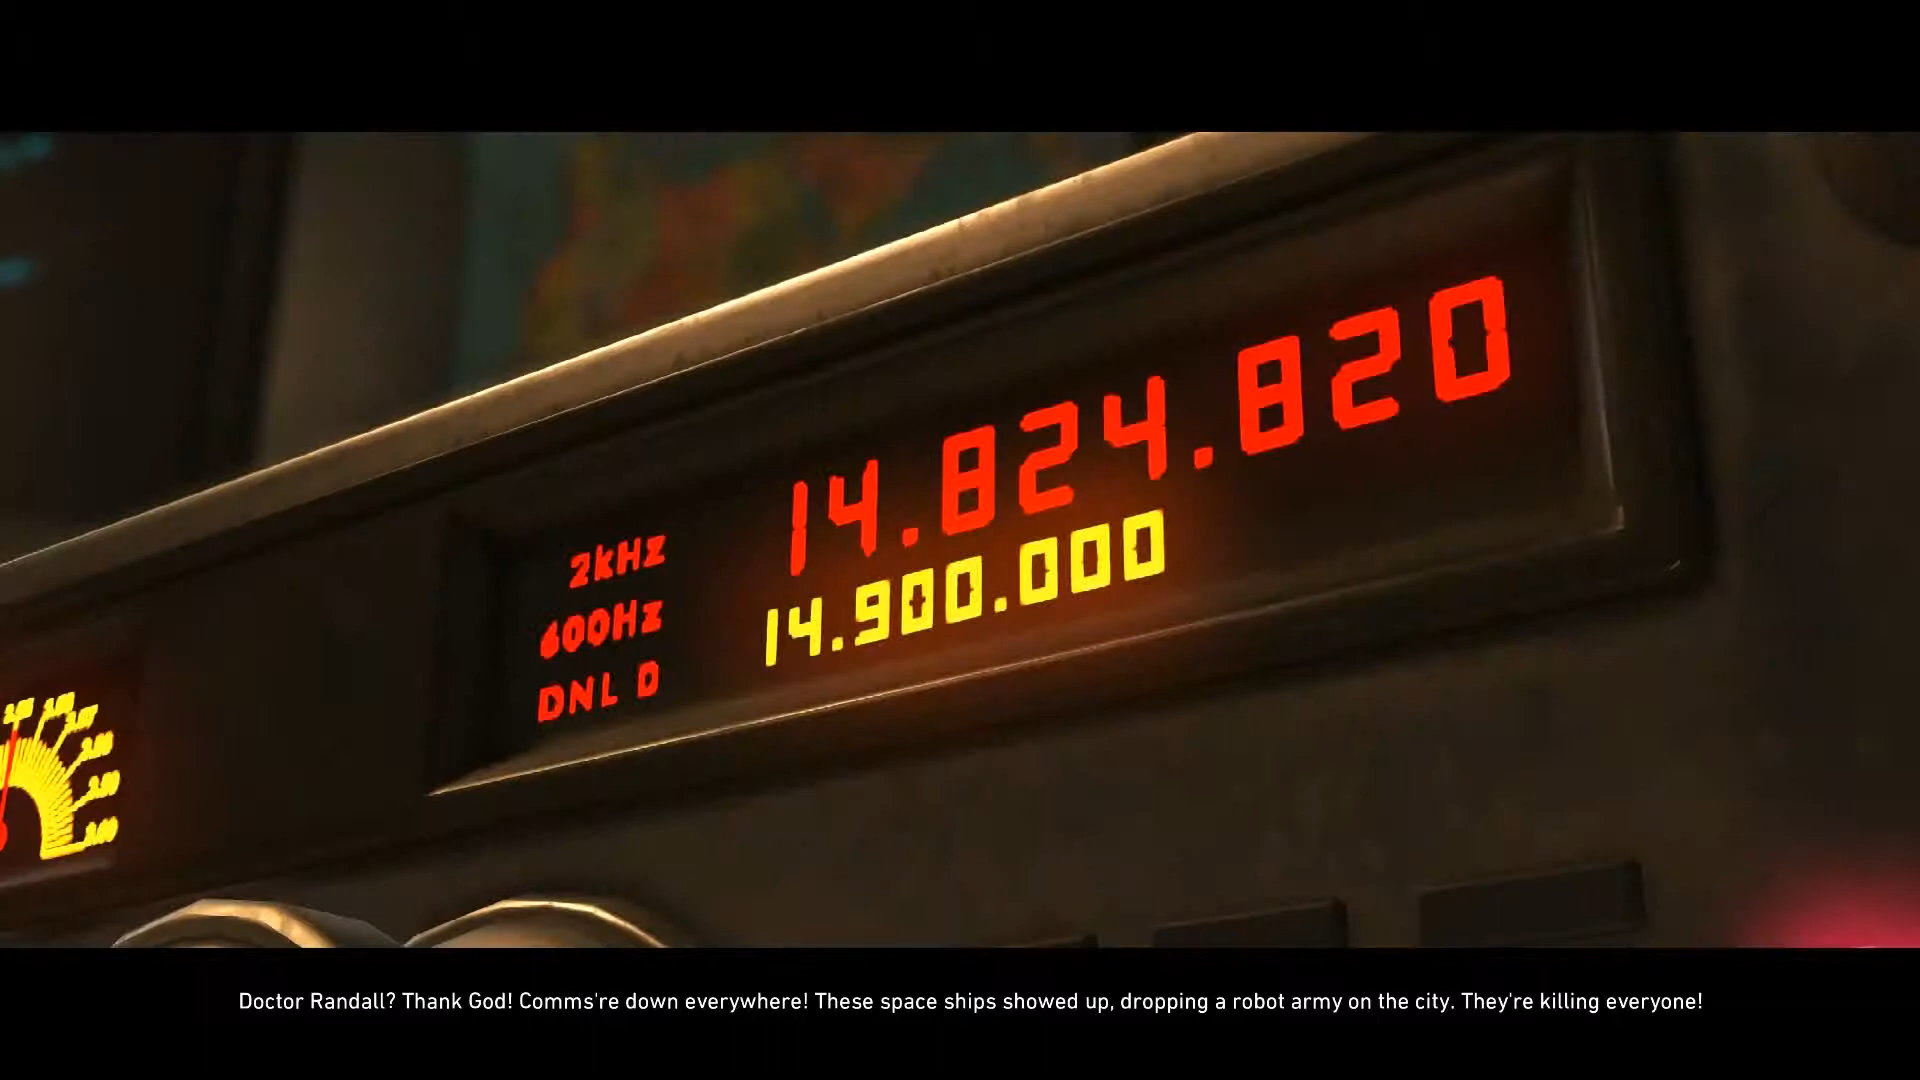 14.824.820
2kHz
600Hz
14.900.000
DNL D
Doctor Randall? Thank God! Comms're down everywhere! These space ships showed up, dropping a robot army on the city. They're killing everyone!